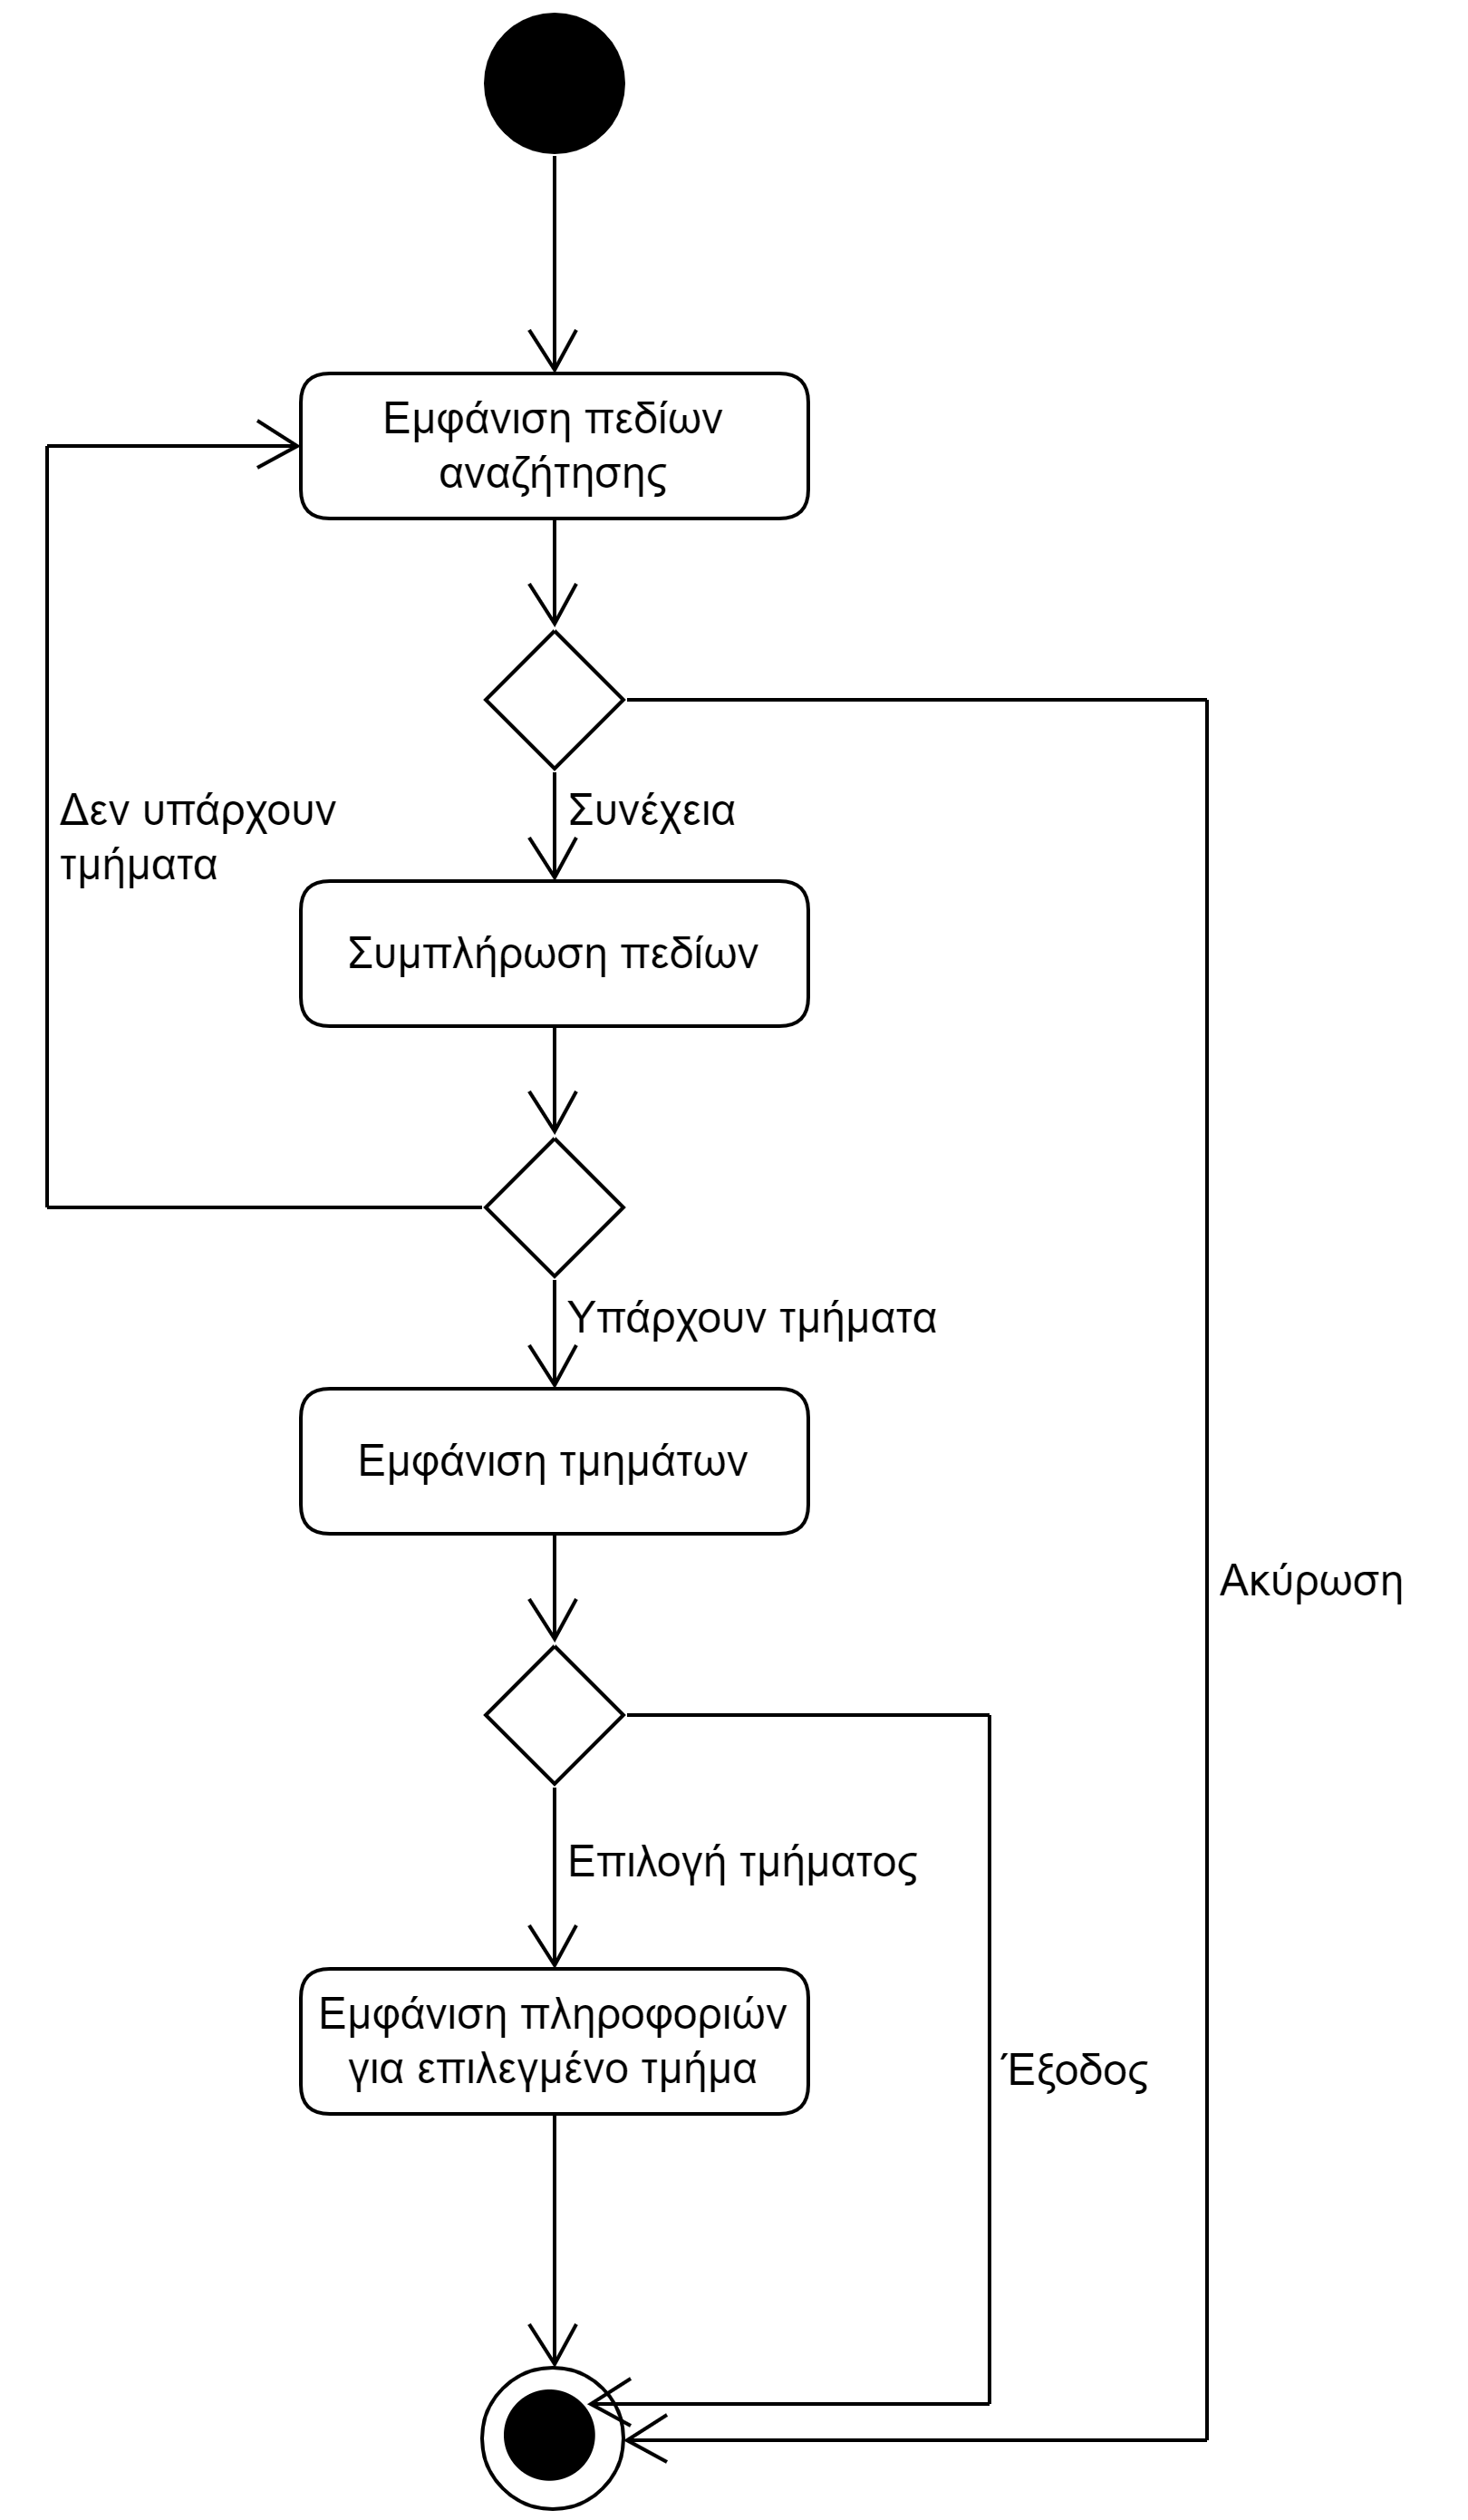 Εμφάνιση πεδίων
αναζήτησης
Δεν υπάρχουν
τμήματα
Συνέχεια
Συμπλήρωση πεδίων
Υπάρχουν τμήματα
Εμφάνιση τμημάτων
Ακύρωση
Επιλογή τμήματος
Εμφάνιση πληροφοριών
για επιλεγμένο τμήμα
Έξοδος